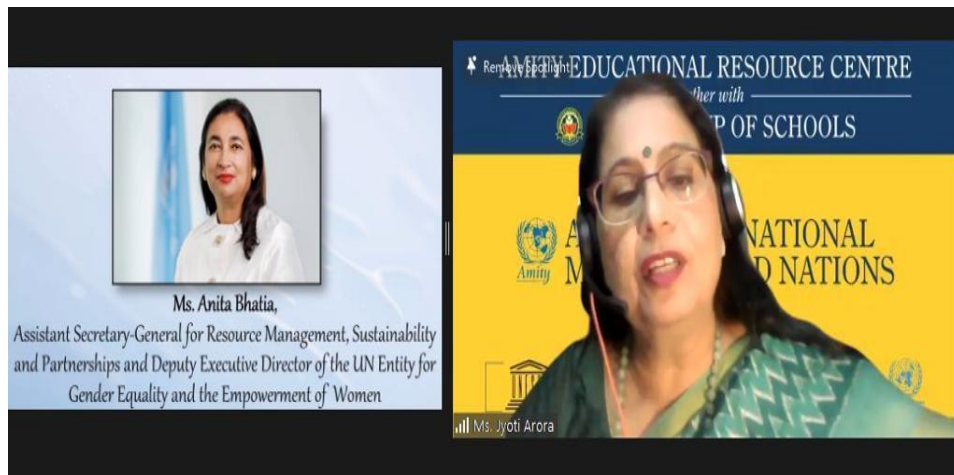 Ms. Anita Bhatia,
Assistant Secretary-General for Resource Management, Sustainability
and Partnerships and Deputy Executive Director of the UN Entity for
Gender Equality and the Empowerment of Women
Remove Spotlight
AMITY EDUCATIONAL RESOURCE CENTRE
with
OF SCHOOLS
Amity
NATIONAL
NATIONS
Ms. Jyoti Arora